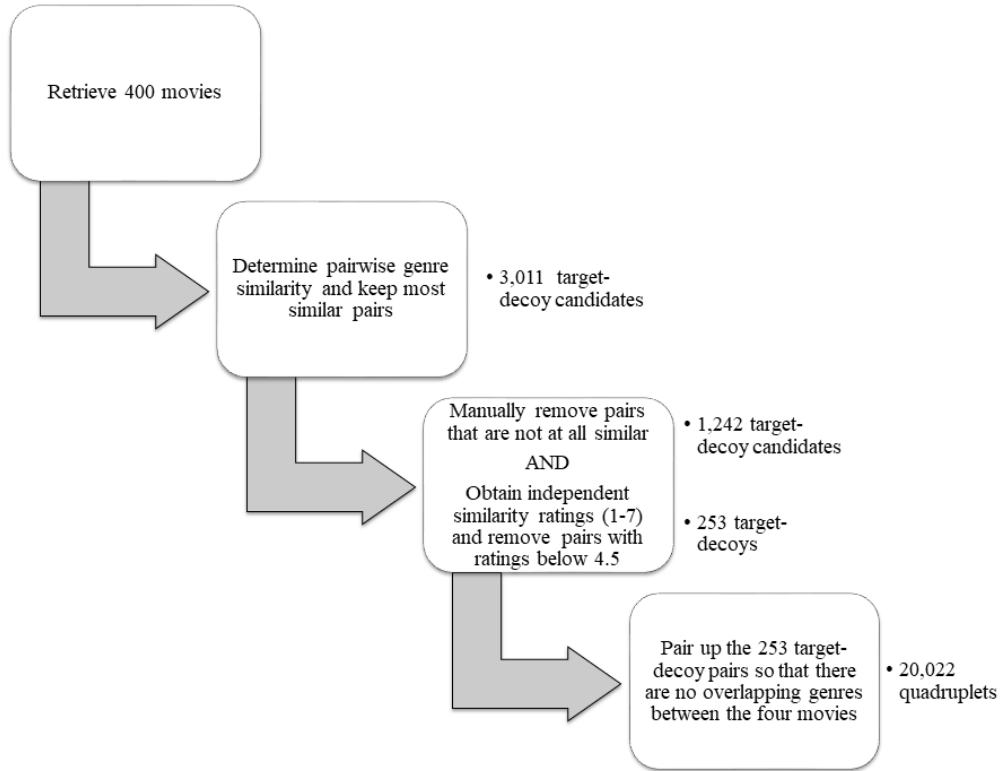 Retrieve 400 movies
Determine pairwise genre
similarity and keep most
similar pairs
• 3,011 target-
decoy candidates
Manually remove pairs
that are not at all similar
AND
Obtain independent
similarity ratings (1-7)
and remove pairs with
ratings below 4.5
• 1,242 target-
decoy candidates
• 253 target-
decoys
Pair up the 253 target-
decoy pairs so that there
are no overlapping genres
between the four movies
• 20,022
quadruplets